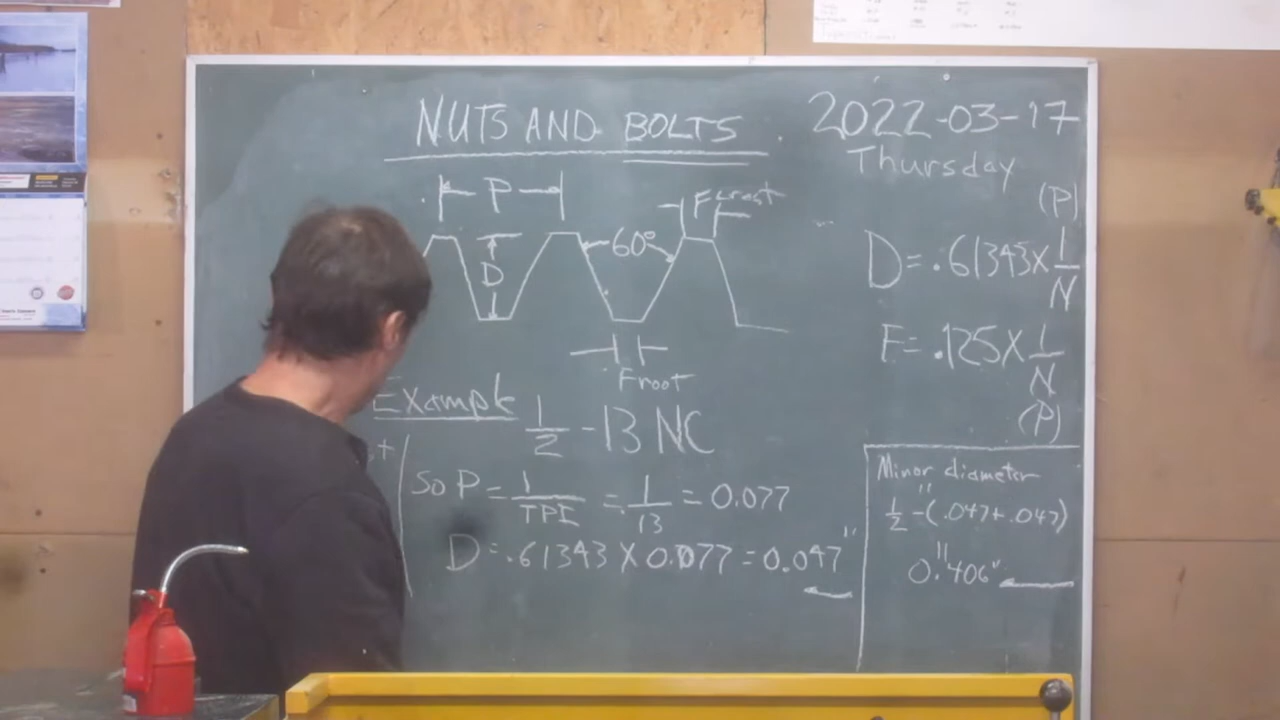 NUTS AND BOLTS.
2022-03-17
Thursday
P
Fcrest
D
60°
Froot
(P)
D=.61343×1/N
F=.125×1/N
(P)
Example
1/2-13 NC
So P=1/TPI=1/13=0.077
D=.61343×0.077=0.047"
Minor diameter
1/2"-(.047+.047)
0."406"